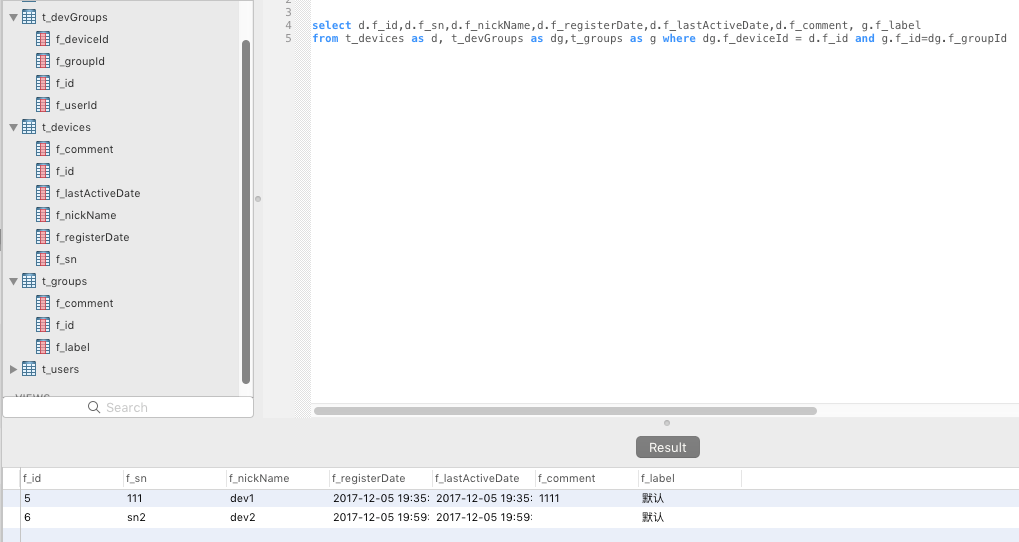 t_devGroups
f_deviceId
f_groupId
f_id
f_userId
t_devices
f_comment
f_id
f_lastActiveDate
f_nickName
f_registerDate
f_sn
t_groups
f_comment
f_id
f_label
t_users
Search
3
4 select d.f_id,d.f_sn,d.f_nickName,d.f_registerDate,d.f_lastActiveDate,d.f_comment, g.f_label
5 from t_devices as d, t_devGroups as dg,t_groups as g where dg.f_deviceId = d.f_id and g.f_id=dg.f_groupId
Result
f_id f_sn f_nickName f_registerDate f_lastActiveDate f_comment f_label
5 111 dev1 2017-12-05 19:35: 2017-12-05 19:35: 1111 默认
6 sn2 dev2 2017-12-05 19:59: 2017-12-05 19:59: 默认